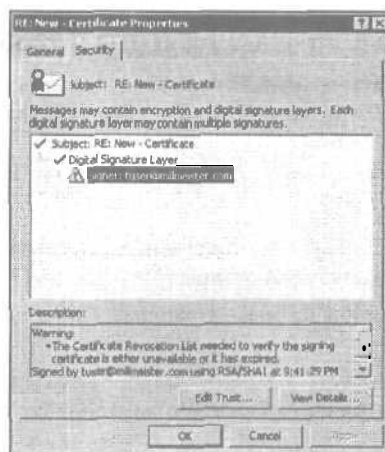 RE: New - Certificate Properties
General Security
Subject: RE: New - Certificate
Messages may contain encryption and digital signature layers. Each
digital signature layer may contain multiple signatures.
Subject: RE: New - Certificate
Digital Signature Layer
Signer:
Description:
Warning:
•The Certificate Revocation List needed to verify the signing
certificate is either unavailable or it has expired.
Signed by using RSA/SHA1 at 9:41:29 PM
Edit Trust... View Details...
OK Cancel Apply